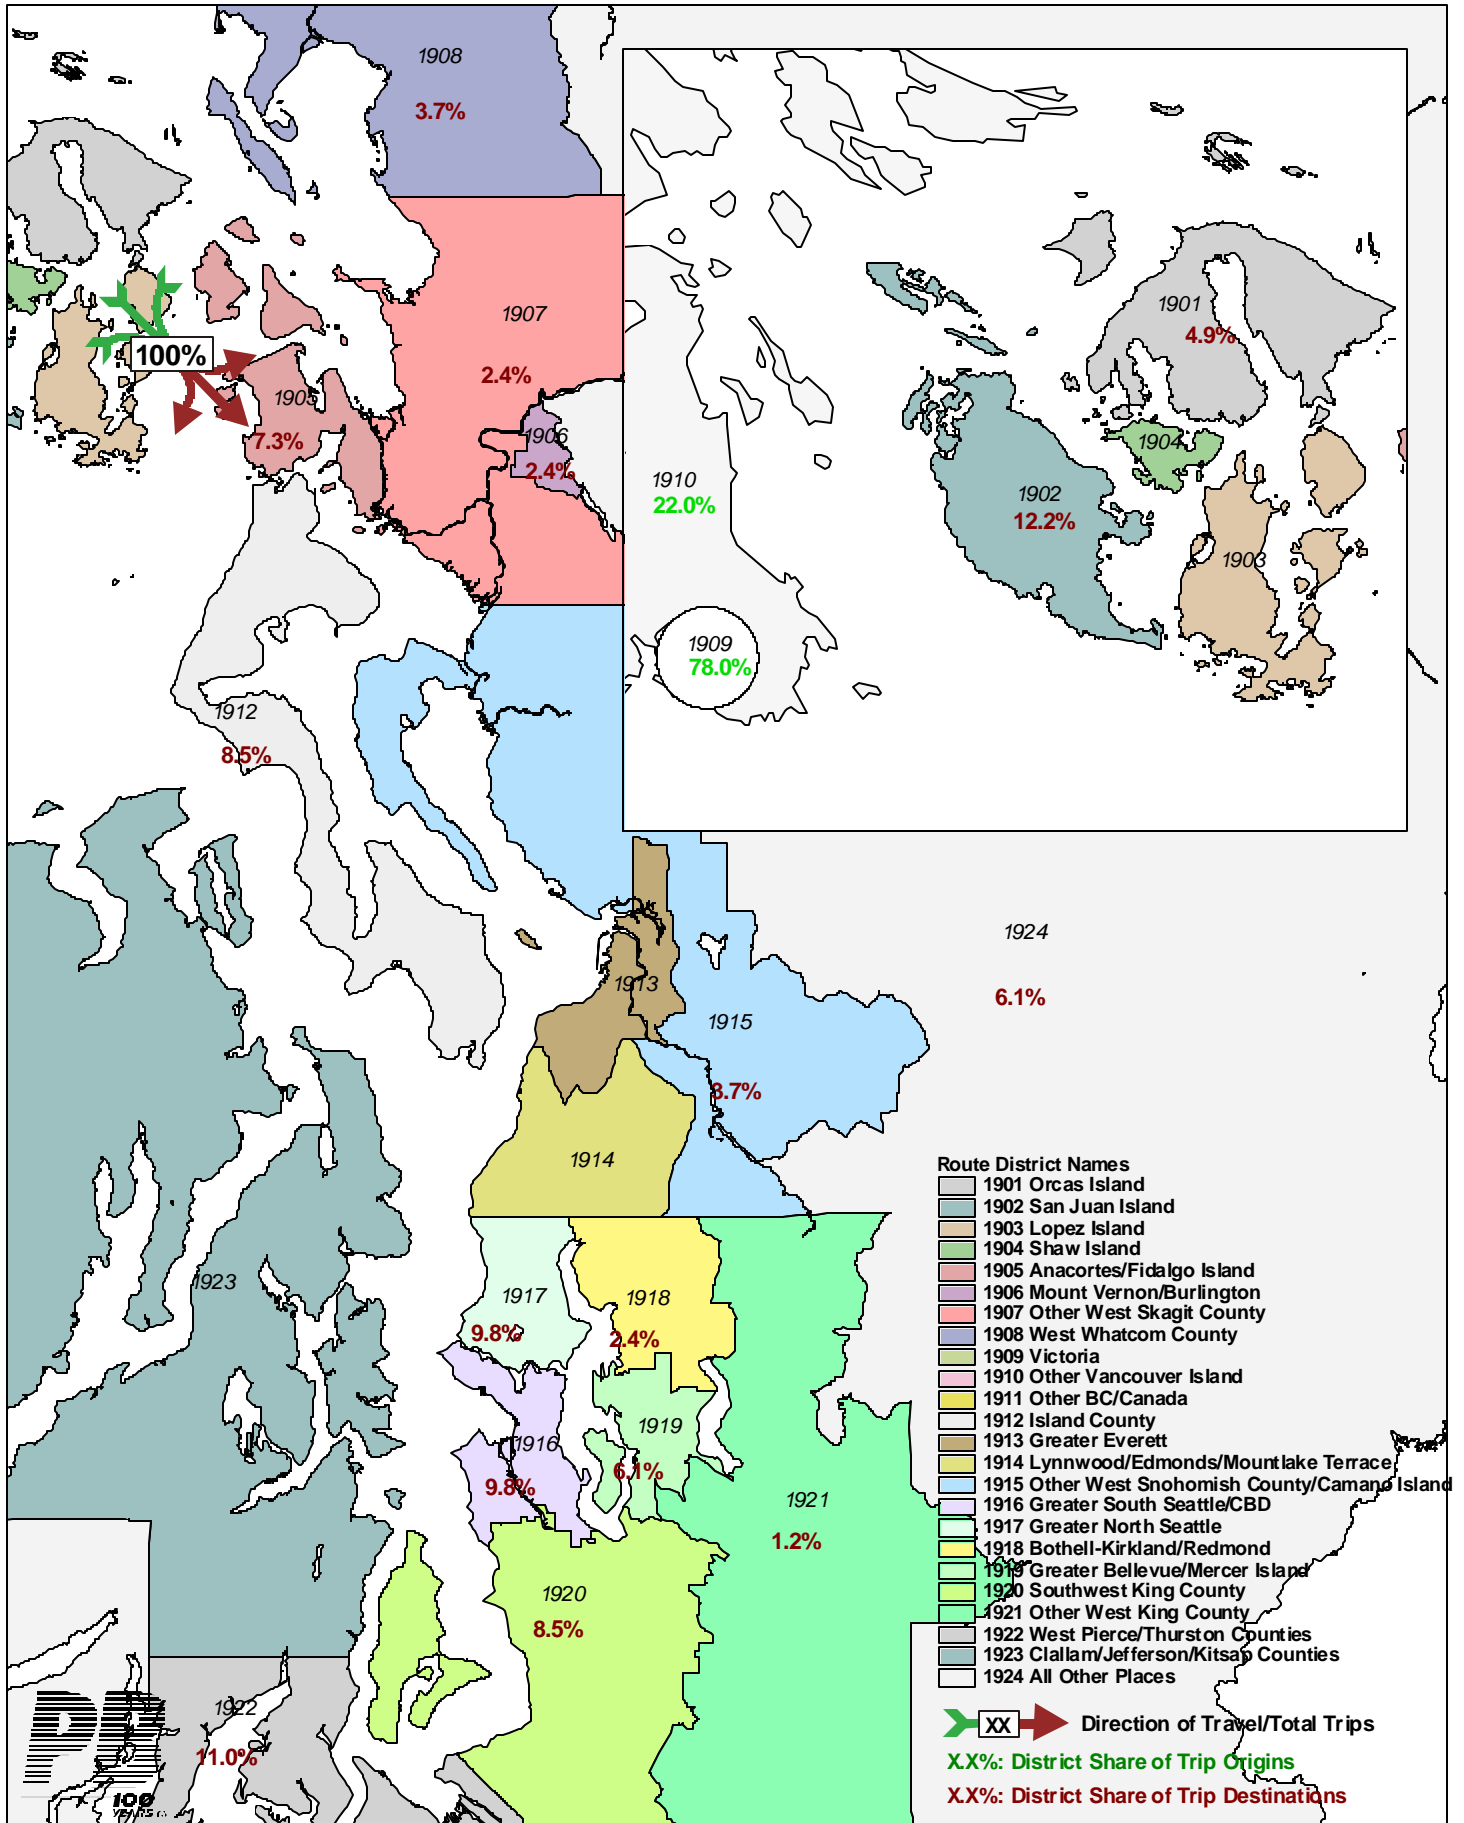 1908
3.7%
1907
2.4%
100%
1905
7.3%
1906
2.4%
1901
4.9%
1904
1902
12.2%
1903
1910
22.0%
1909
78.0%
1912
8.5%
1924
6.1%
1913
1915
3.7%
1914
1923
1917
9.8%
1918
2.4%
1919
6.1%
1916
9.8%
1921
1.2%
1920
8.5%
1922
11.0%
Route District Names
1901 Orcas Island
1902 San Juan Island
1903 Lopez Island
1904 Shaw Island
1905 Anacortes/Fidalgo Island
1906 Mount Vernon/Burlington
1907 Other West Skagit County
1908 West Whatcom County
1909 Victoria
1910 Other Vancouver Island
1911 Other BC/Canada
1912 Island County
1913 Greater Everett
1914 Lynnwood/Edmonds/Mountlake Terrace
1915 Other West Snohomish County/Camano Island
1916 Greater South Seattle/CBD
1917 Greater North Seattle
1918 Bothell-Kirkland/Redmond
1919 Greater Bellevue/Mercer Island
1920 Southwest King County
1921 Other West King County
1922 West Pierce/Thurston Counties
1923 Clallam/Jefferson/Kitsap Counties
1924 All Other Places
XX Direction of Travel/Total Trips
X.X%: District Share of Trip Origins
X.X%: District Share of Trip Destinations
PB
100
YEARS